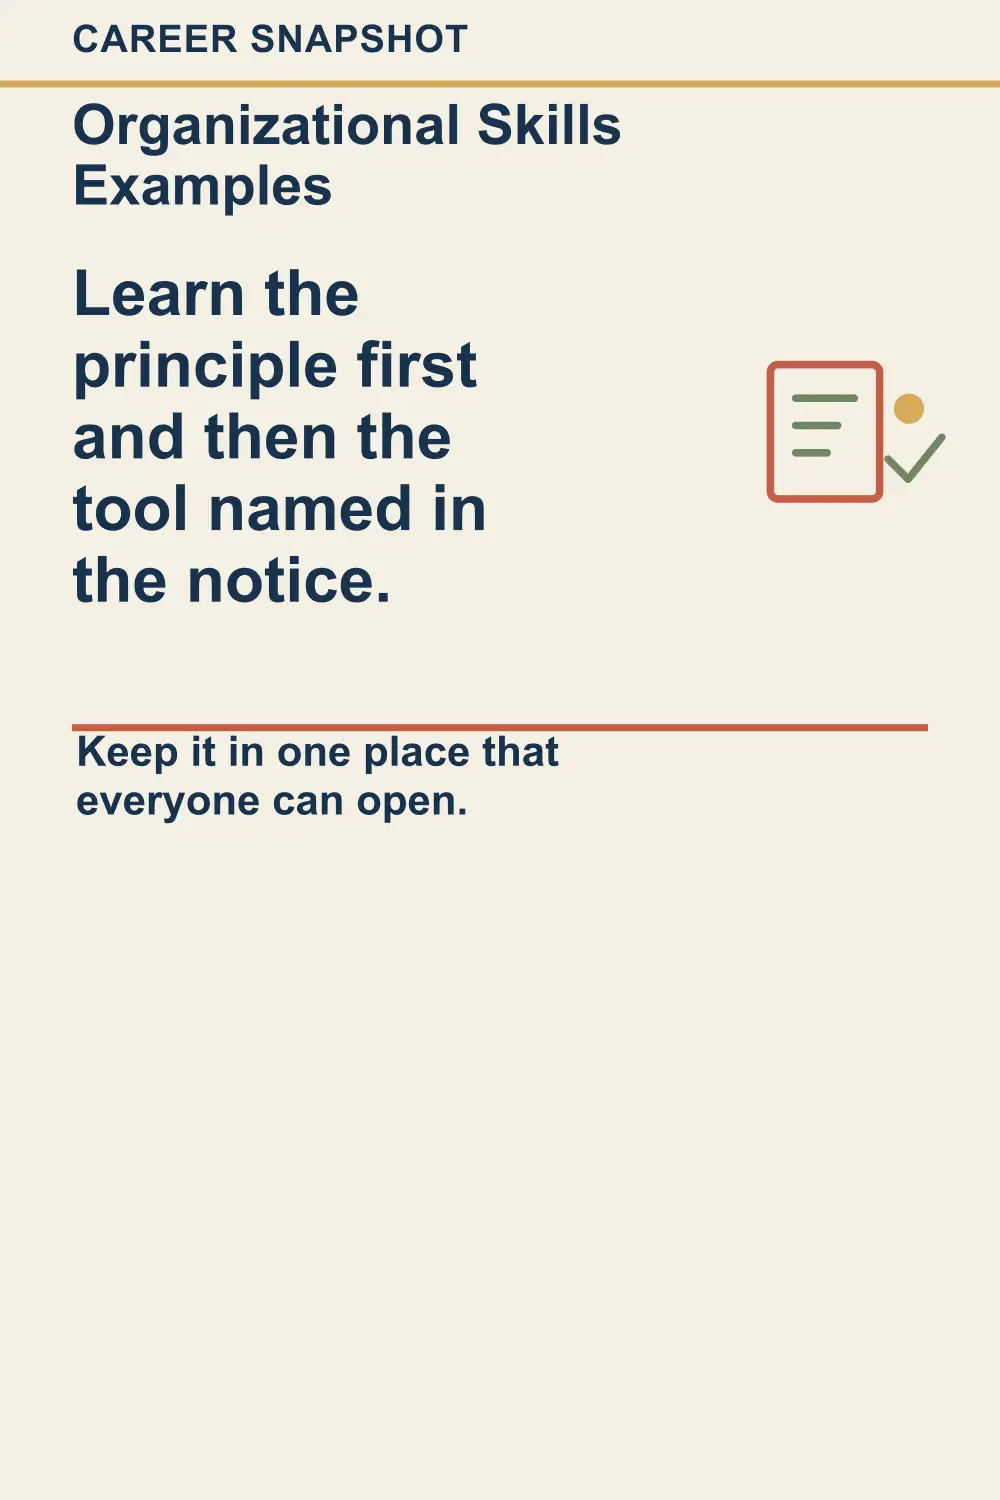 CAREER SNAPSHOT
Organizational Skills
Examples
Learn the
principle first
and then the
tool named in
the notice.
Keep it in one place that
everyone can open.